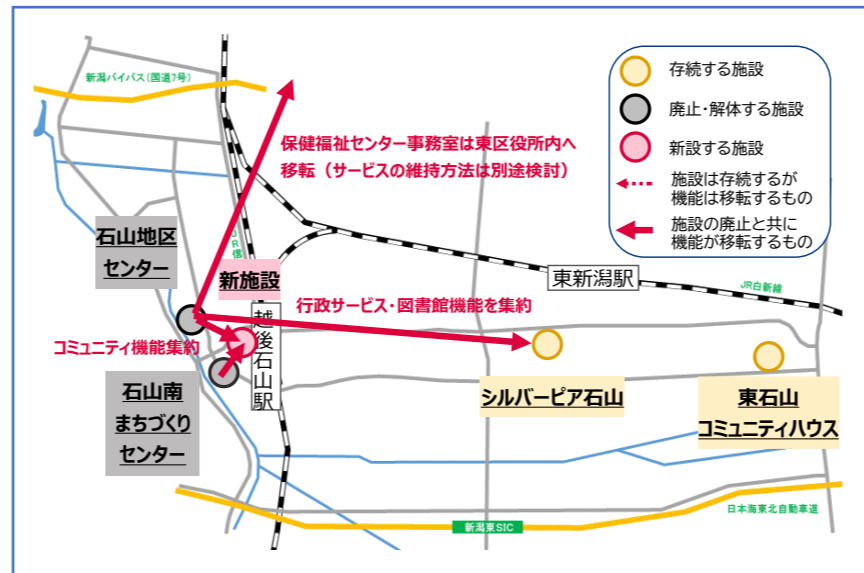 新潟バイパス(国道7号)
存続する施設
廃止・解体する施設
新設する施設
施設は存続するが
機能は移転するもの
施設の廃止と共に
機能が移転するもの
保健福祉センター事務室は東区役所内へ
移転（サービスの維持方法は別途検討）
石山地区
センター
JR信
新施設
東新潟駅
JR白新線
行政サービス・図書館機能を集約
越後石山駅
コミュニティ機能集約
石山南
まちづくり
センター
シルバーピア石山
東石山
コミュニティハウス
日本海東北自動車道
新潟東SIC